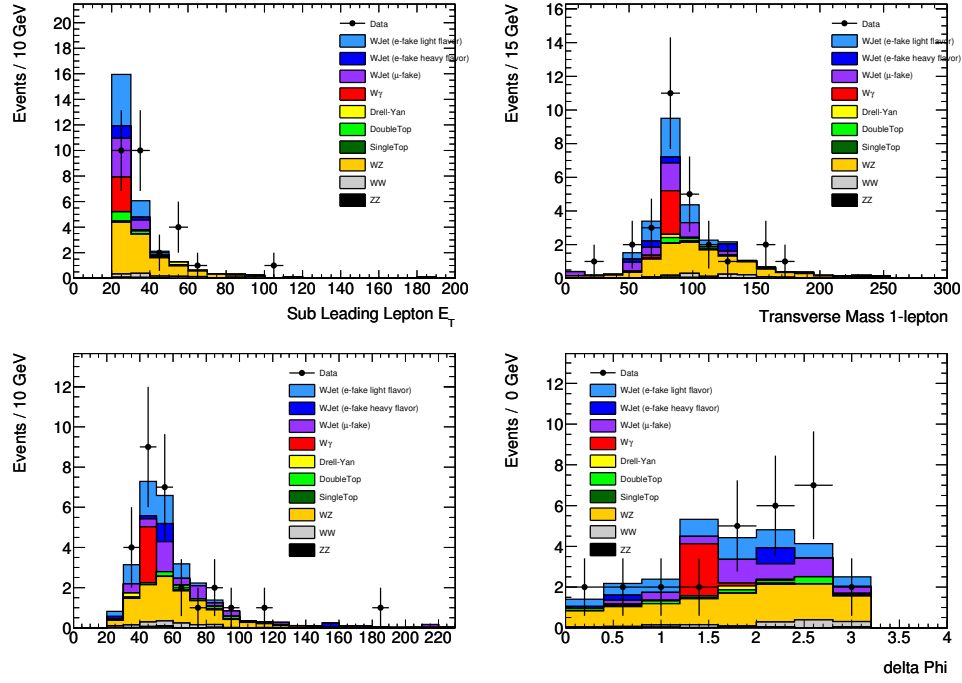 Events / 10 GeV
20
18
16
14
12
10
8
6
4
2
0
0 20 40 60 80 100 120 140 160 180 200
Sub Leading Lepton E_T
Data
WJet (e-fake light flavor)
WJet (e-fake heavy flavor)
WJet (μ-fake)
Wγ
Drell-Yan
DoubleTop
SingleTop
WZ
WW
ZZ
Events / 15 GeV
16
14
12
10
8
6
4
2
0
0 50 100 150 200 250 300
Transverse Mass 1-lepton
Data
WJet (e-fake light flavor)
WJet (e-fake heavy flavor)
WJet (μ-fake)
Wγ
Drell-Yan
DoubleTop
SingleTop
WZ
WW
ZZ
Events / 10 GeV
12
10
8
6
4
2
0
0 20 40 60 80 100 120 140 160 180 200 220
Data
WJet (e-fake light flavor)
WJet (e-fake heavy flavor)
WJet (μ-fake)
Wγ
Drell-Yan
DoubleTop
SingleTop
WZ
WW
ZZ
Events / 0 GeV
12
10
8
6
4
2
0
0 0.5 1 1.5 2 2.5 3 3.5 4
delta Phi
Data
WJet (e-fake light flavor)
WJet (e-fake heavy flavor)
WJet (μ-fake)
Wγ
Drell-Yan
DoubleTop
SingleTop
WZ
WW
ZZ